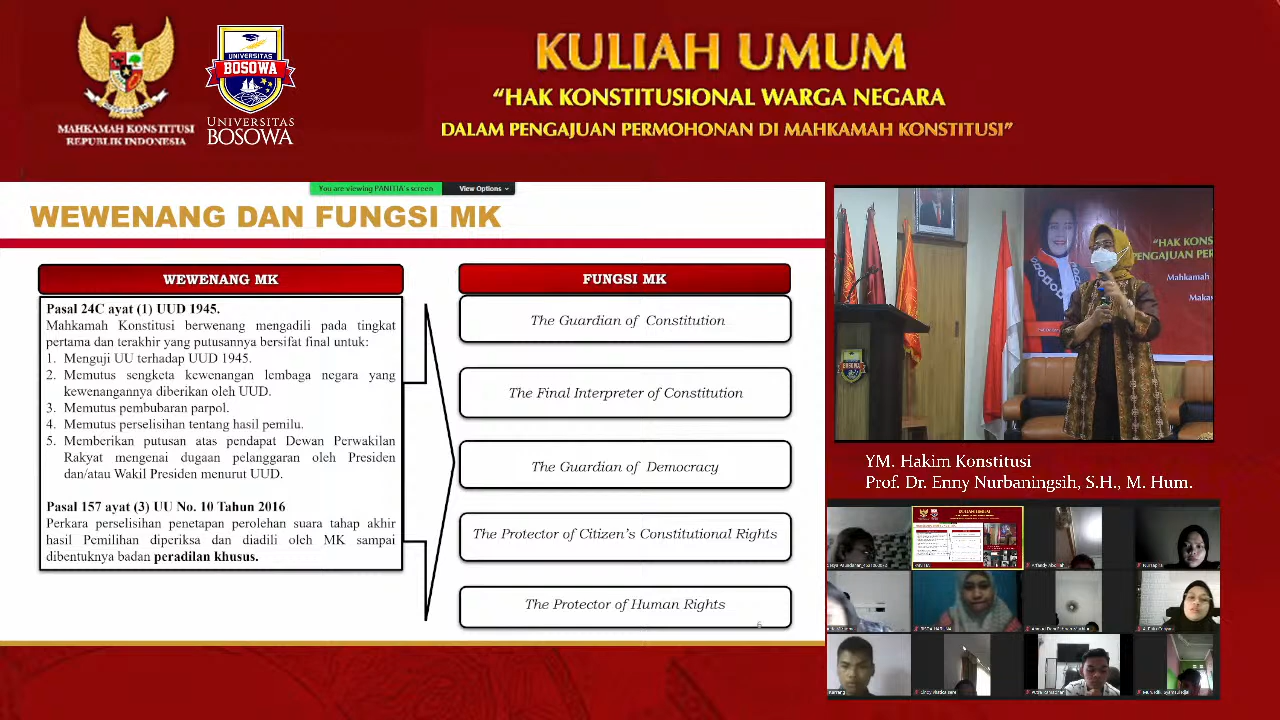 KULIAH UMUM
“HAK KONSTITUSIONAL WARGA NEGARA
DALAM PENGAJUAN PERMOHONAN DI MAHKAMAH KONSTITUSI”
MAHKAMAH KONSTITUSI
REPUBLIK INDONESIA
UNIVERSITAS
BOSOWA
UNIVERSITAS
BOSOWA
You are viewing PANITIA's screen
View Options
WEWENANG DAN FUNGSI MK
WEWENANG MK
Pasal 24C ayat (1) UUD 1945.
Mahkamah Konstitusi berwenang mengadili pada tingkat
pertama dan terakhir yang putusannya bersifat final untuk:
1. Menguji UU terhadap UUD 1945.
2. Memutus sengketa kewenangan lembaga negara yang
kewenangannya diberikan oleh UUD.
3. Memutus pembubaran parpol.
4. Memutus perselisihan tentang hasil pemilu.
5. Memberikan putusan atas pendapat Dewan Perwakilan
Rakyat mengenai dugaan pelanggaran oleh Presiden
dan/atau Wakil Presiden menurut UUD.
Pasal 157 ayat (3) UU No. 10 Tahun 2016
Perkara perselisihan penetapan perolehan suara tahap akhir
hasil Pemilihan diperiksa dan diadili oleh MK sampai
dibentuknya badan peradilan khusus.
FUNGSI MK
The Guardian of Constitution
The Final Interpreter of Constitution
The Guardian of Democracy
The Protector of Citizen’s Constitutional Rights
The Protector of Human Rights
6
“HAK KONS
PENGAJUAN PER
Mahkamah
BOSOWA
YM. Hakim Konstitusi
Prof. Dr. Enny Nurbaningsih, S.H., M. Hum.